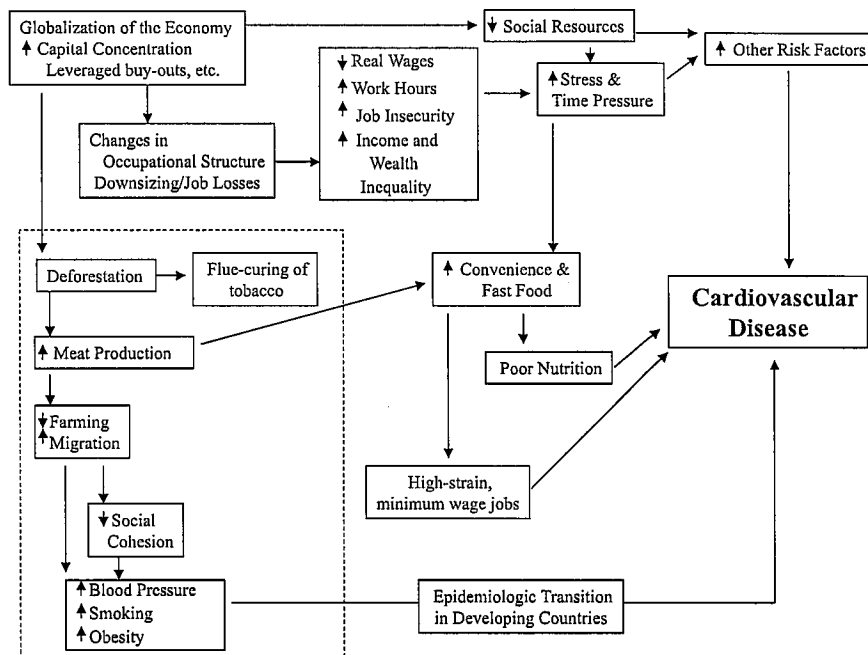 Globalization of the Economy
↑ Capital Concentration
Leveraged buy-outs, etc.
↓ Social Resources
↑ Other Risk Factors
↓ Real Wages
↑ Work Hours
↑ Job Insecurity
↑ Income and
Wealth
Inequality
↑ Stress &
Time Pressure
Changes in
Occupational Structure
Downsizing/Job Losses
Deforestation
Flue-curing of
tobacco
↑ Convenience &
Fast Food
Cardiovascular
Disease
↑ Meat Production
Poor Nutrition
↓ Farming
↑ Migration
High-strain,
minimum wage jobs
↓ Social
Cohesion
↑ Blood Pressure
↑ Smoking
↑ Obesity
Epidemiologic Transition
in Developing Countries